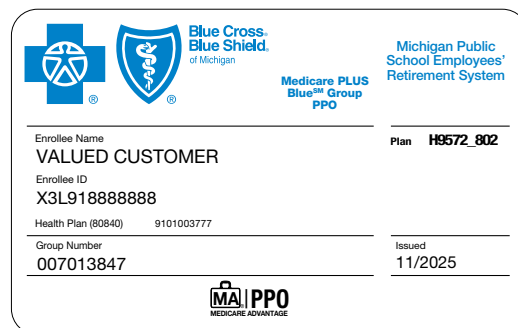 Blue Cross®
Blue Shield®
of Michigan
® ®
Medicare PLUS
Blue℠ Group
PPO
Michigan Public
School Employees'
Retirement System
Enrollee Name
VALUED CUSTOMER
Enrollee ID
X3L918888888
Health Plan (80840) 9101003777
Plan H9572_802
Group Number
007013847
Issued
11/2025
MA PPO
MEDICARE ADVANTAGE